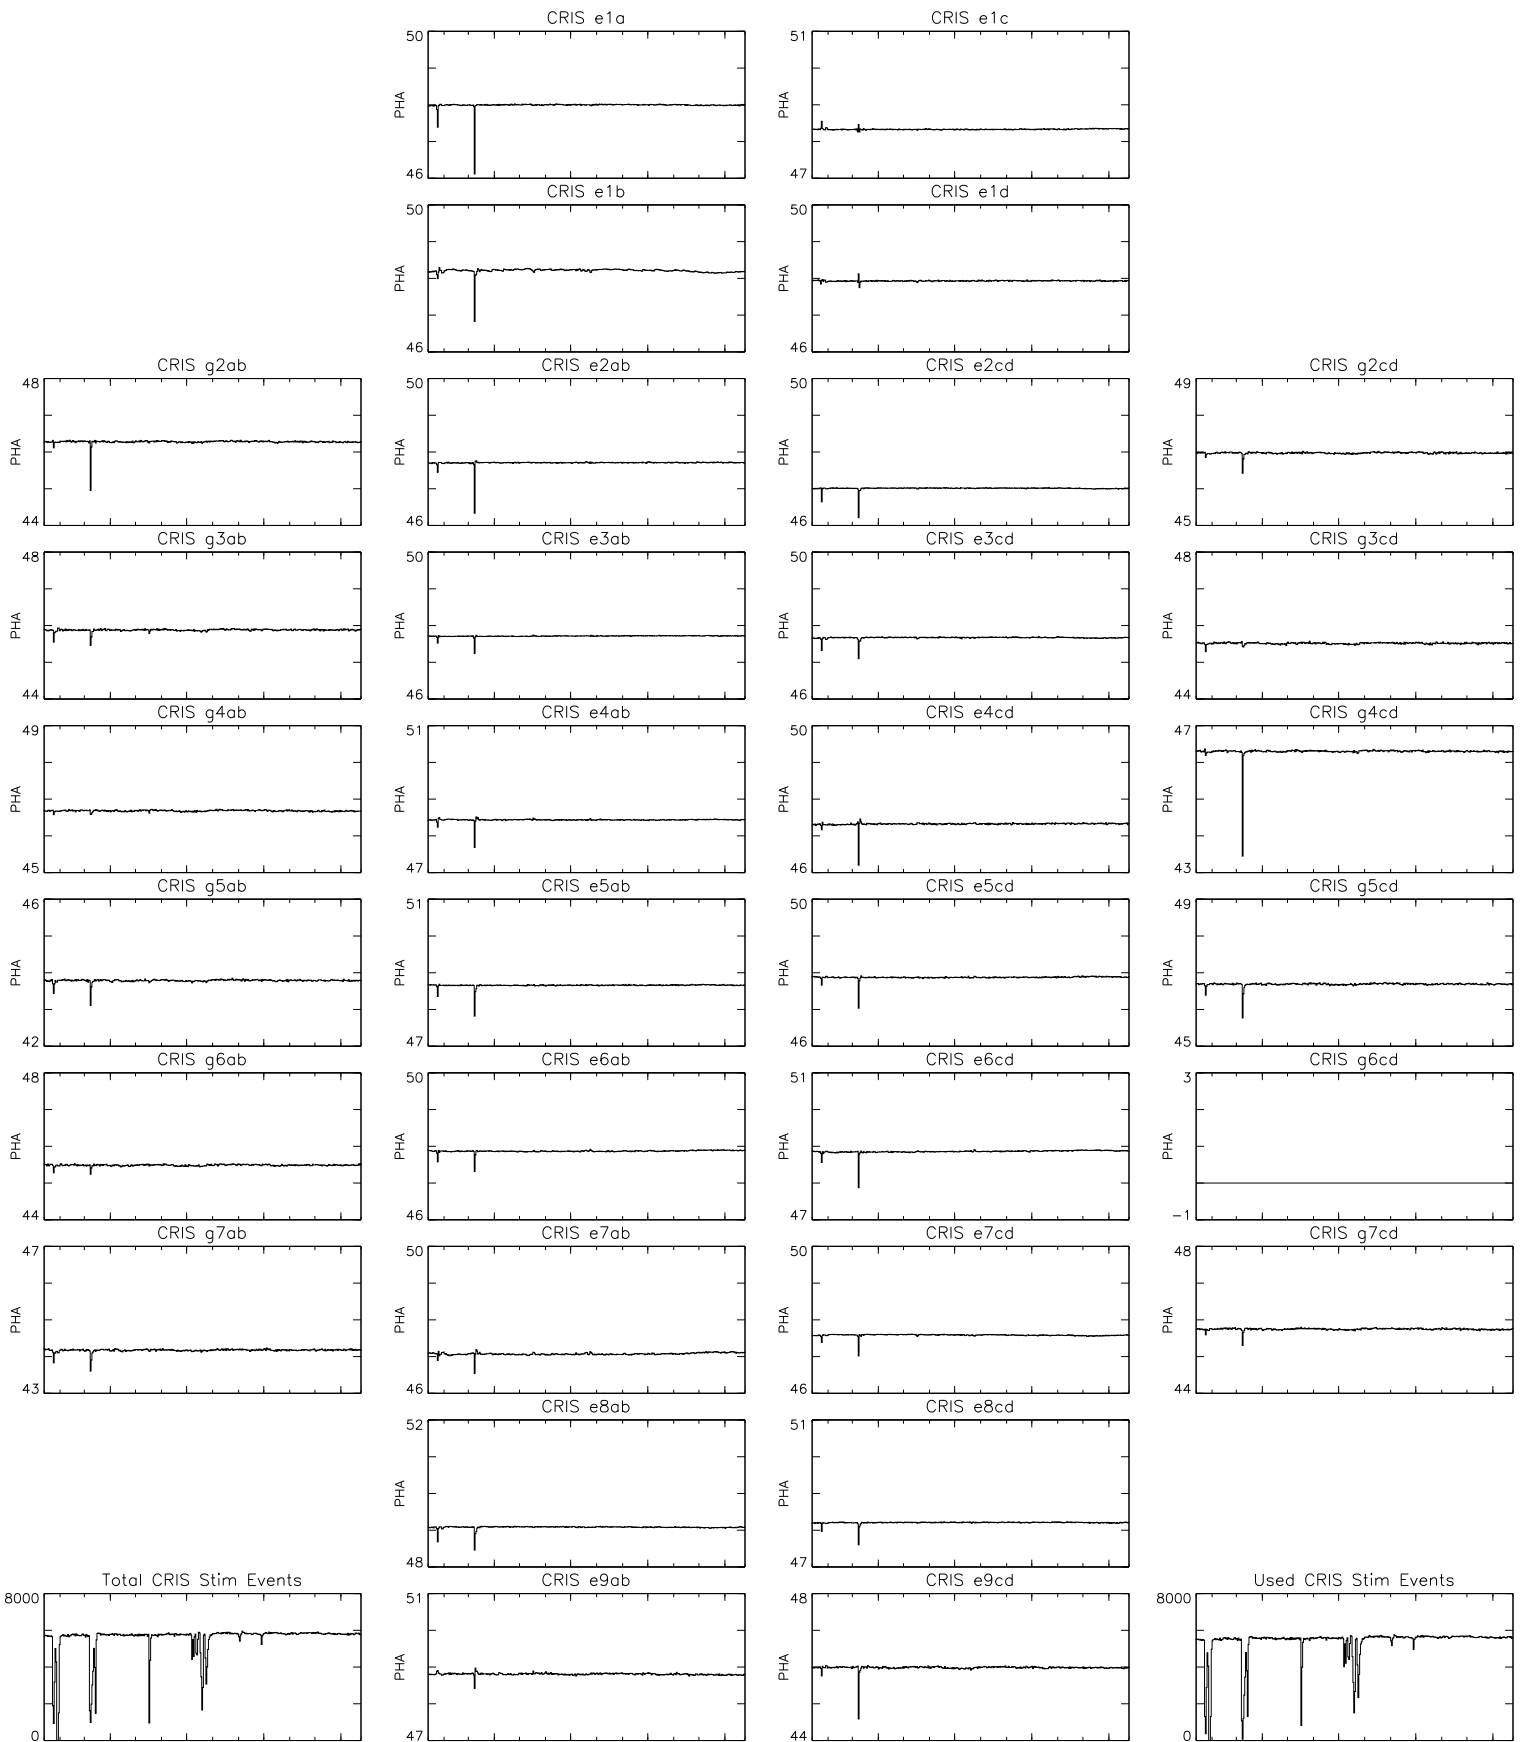 CRIS e1a CRIS e1c
50 51
PHA PHA
46 47
CRIS e1b CRIS e1d
50 50
PHA PHA
46 46
CRIS g2ab CRIS e2ab CRIS e2cd CRIS g2cd
48 50 50 49
PHA PHA PHA PHA
44 46 46 45
CRIS g3ab CRIS e3ab CRIS e3cd CRIS g3cd
48 50 50 48
PHA PHA PHA PHA
44 46 46 44
CRIS g4ab CRIS e4ab CRIS e4cd CRIS g4cd
49 51 50 47
PHA PHA PHA PHA
45 47 46 43
CRIS g5ab CRIS e5ab CRIS e5cd CRIS g5cd
46 51 50 49
PHA PHA PHA PHA
42 47 46 45
CRIS g6ab CRIS e6ab CRIS e6cd CRIS g6cd
48 50 51 3
PHA PHA PHA PHA
44 46 47 -1
CRIS g7ab CRIS e7ab CRIS e7cd CRIS g7cd
47 50 50 48
PHA PHA PHA PHA
43 46 46 44
CRIS e8ab CRIS e8cd
52 51
PHA PHA
48 47
Total CRIS Stim Events CRIS e9ab CRIS e9cd Used CRIS Stim Events
8000 51 48 8000
PHA PHA
0 47 44 0